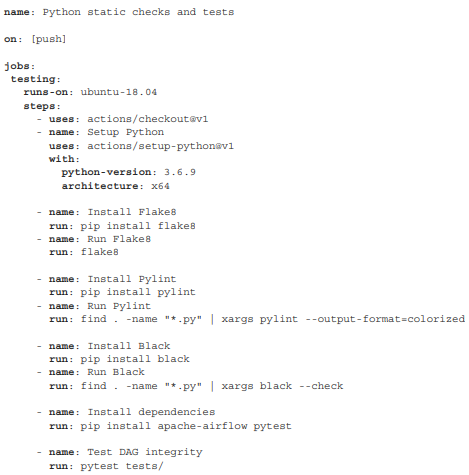 name: Python static checks and tests

on: [push]

jobs:
 testing:
   runs-on: ubuntu-18.04
   steps:
     - uses: actions/checkout@v1
     - name: Setup Python
       uses: actions/setup-python@v1
       with:
         python-version: 3.6.9
         architecture: x64

     - name: Install Flake8
       run: pip install flake8
     - name: Run Flake8
       run: flake8

     - name: Install Pylint
       run: pip install pylint
     - name: Run Pylint
       run: find . -name "*.py" | xargs pylint --output-format=colorized

     - name: Install Black
       run: pip install black
     - name: Run Black
       run: find . -name "*.py" | xargs black --check

     - name: Install dependencies
       run: pip install apache-airflow pytest

     - name: Test DAG integrity
       run: pytest tests/